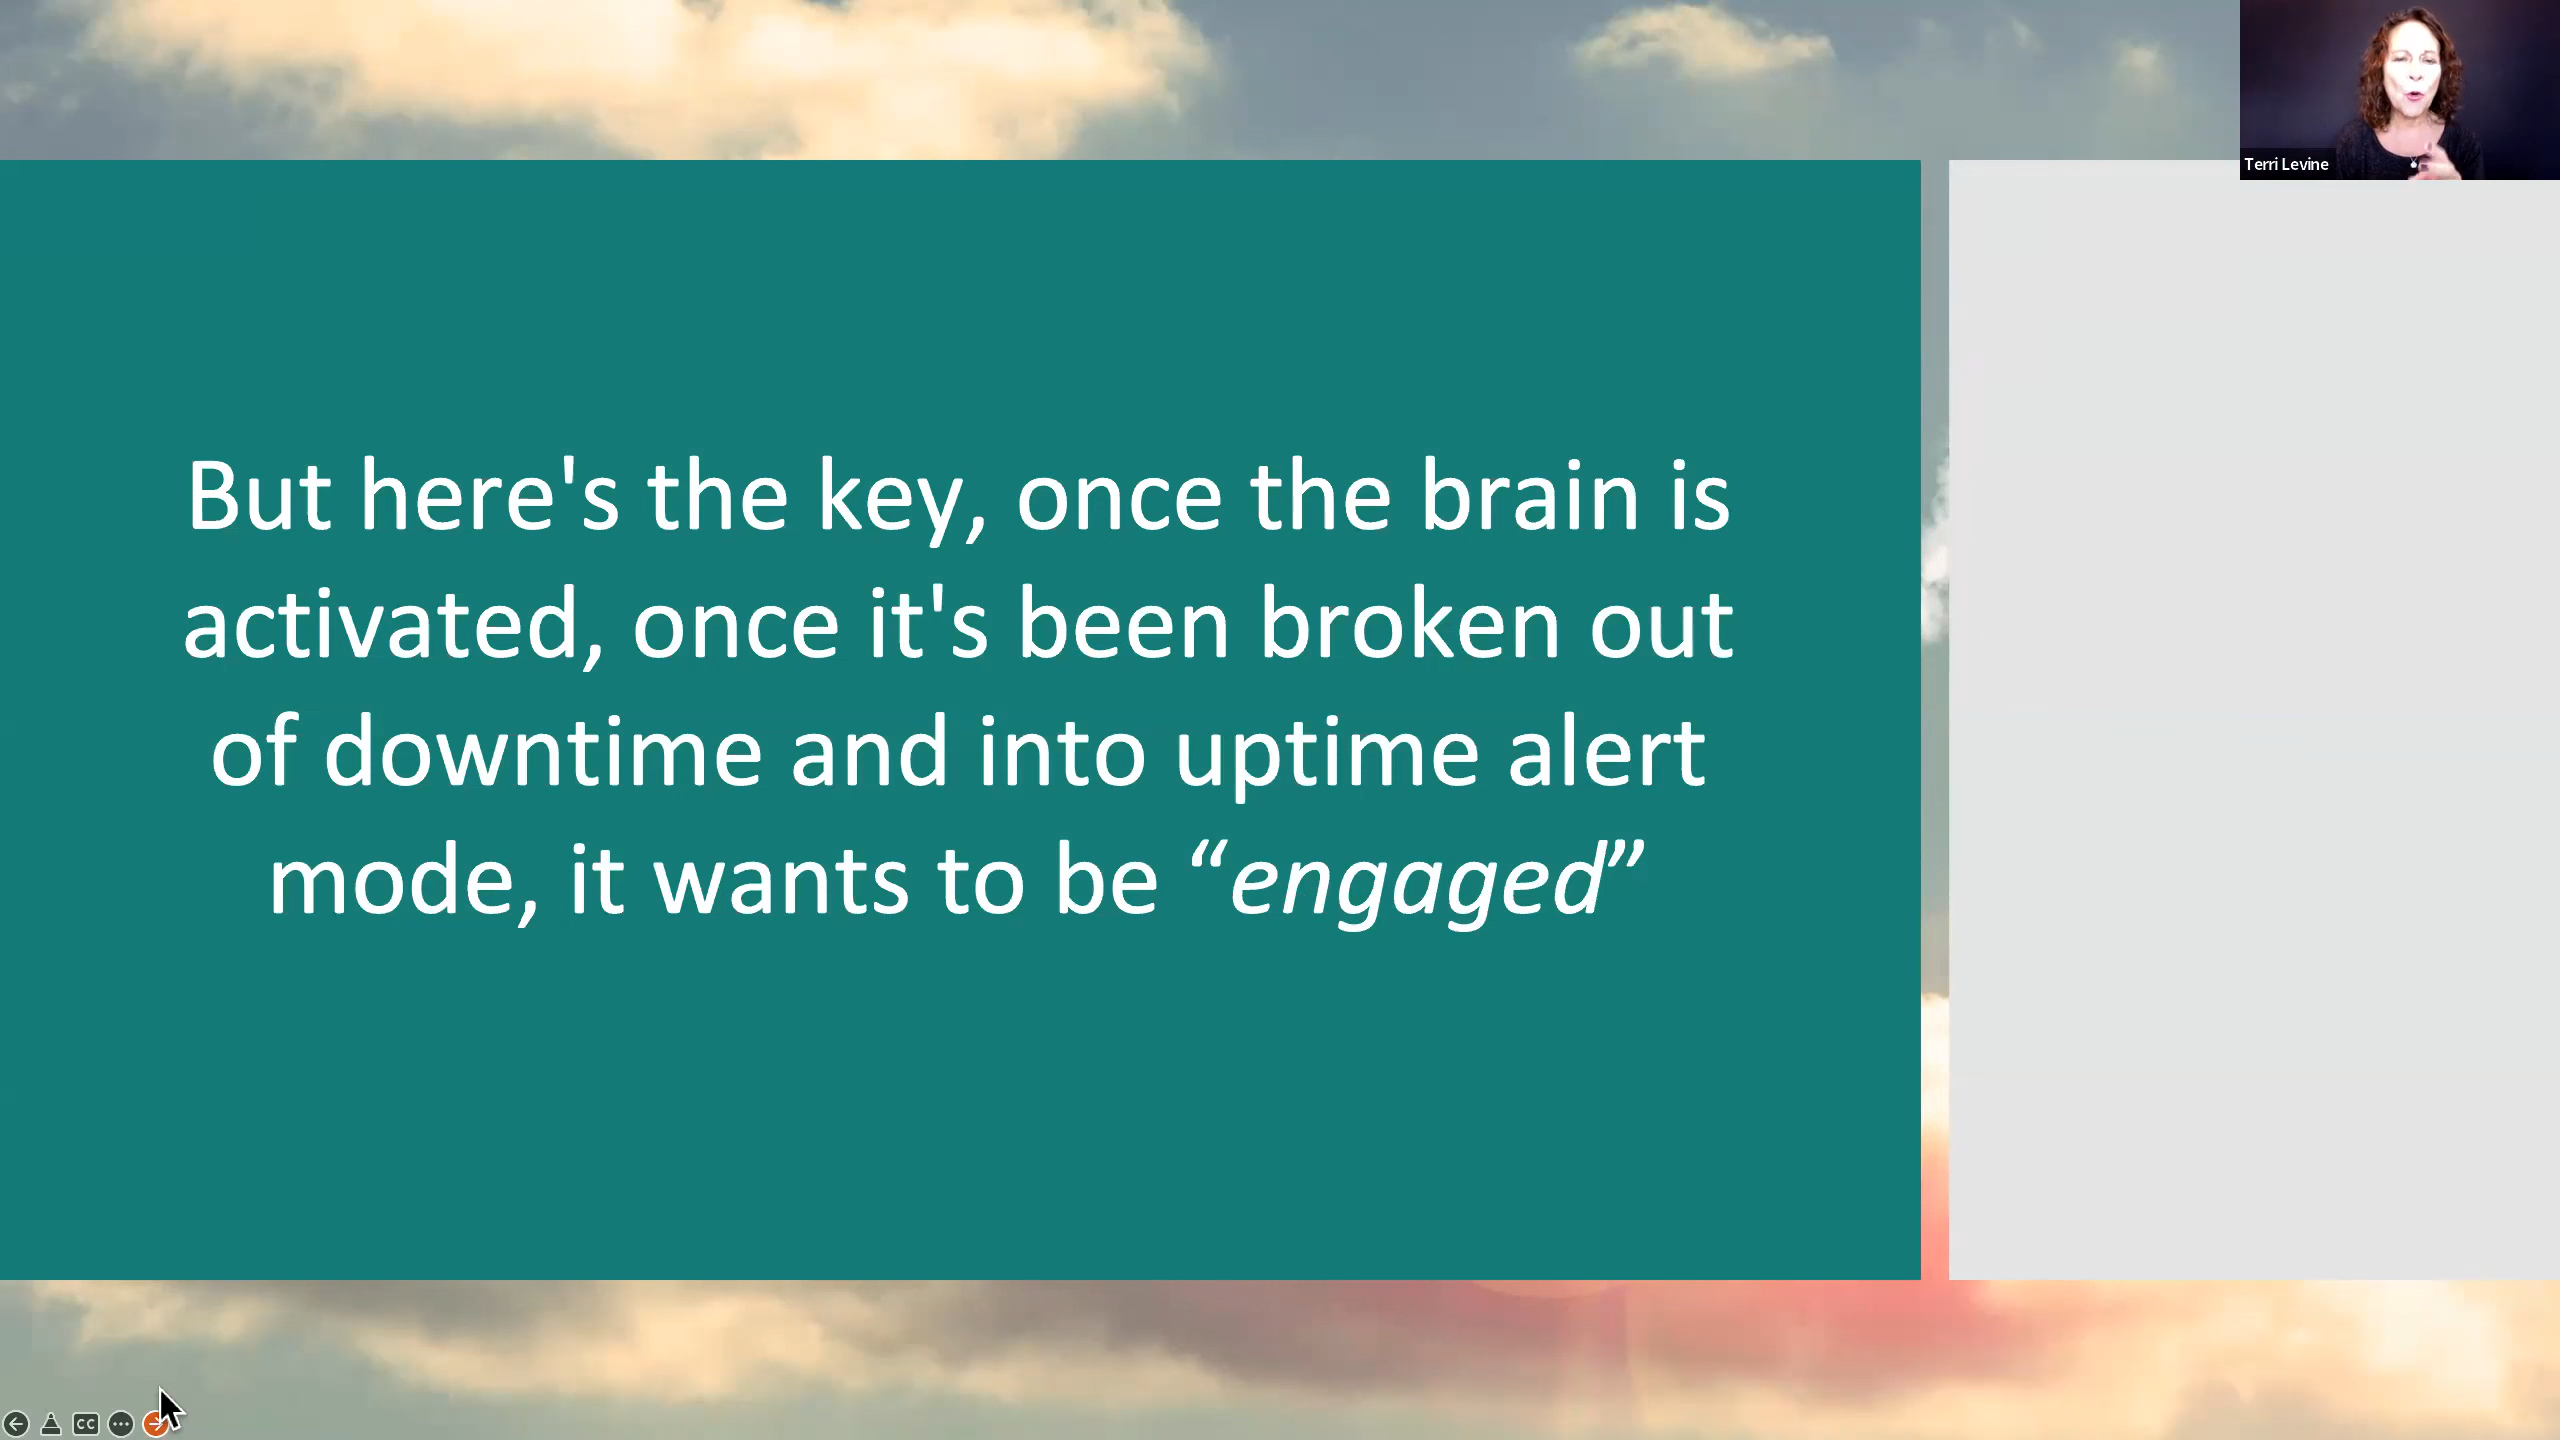 Terri Levine
But here's the key, once the brain is
activated, once it's been broken out
of downtime and into uptime alert
mode, it wants to be “engaged”
CC